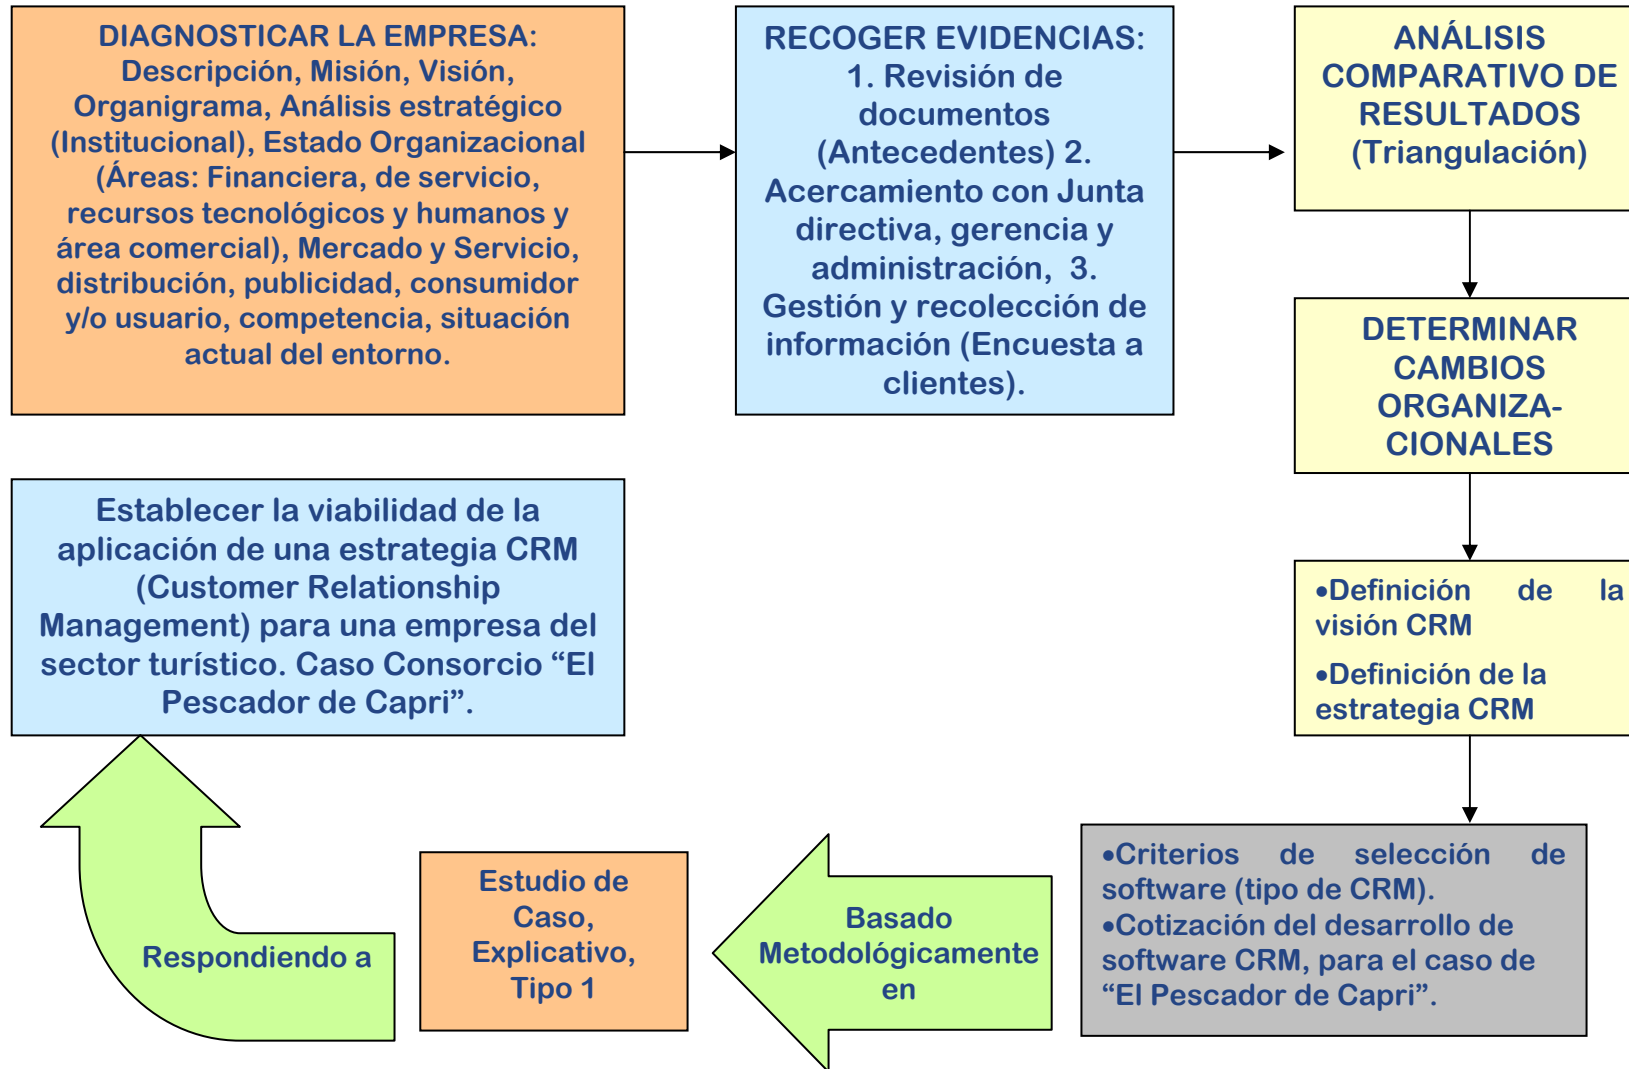 DIAGNOSTICAR LA EMPRESA:
Descripción, Misión, Visión,
Organigrama, Análisis estratégico
(Institucional), Estado Organizacional
(Áreas: Financiera, de servicio,
recursos tecnológicos y humanos y
área comercial), Mercado y Servicio,
distribución, publicidad, consumidor
y/o usuario, competencia, situación
actual del entorno.
RECOGER EVIDENCIAS:
1. Revisión de
documentos
(Antecedentes) 2.
Acercamiento con Junta
directiva, gerencia y
administración, 3.
Gestión y recolección de
información (Encuesta a
clientes).
ANÁLISIS
COMPARATIVO DE
RESULTADOS
(Triangulación)
DETERMINAR
CAMBIOS
ORGANIZA-
CIONALES
•Definición de la
visión CRM
•Definición de la
estrategia CRM
•Criterios de selección de
software (tipo de CRM).
•Cotización del desarrollo de
software CRM, para el caso de
“El Pescador de Capri”.
Basado
Metodológicamente
en
Estudio de
Caso,
Explicativo,
Tipo 1
Respondiendo a
Establecer la viabilidad de la
aplicación de una estrategia CRM
(Customer Relationship
Management) para una empresa del
sector turístico. Caso Consorcio “El
Pescador de Capri”.